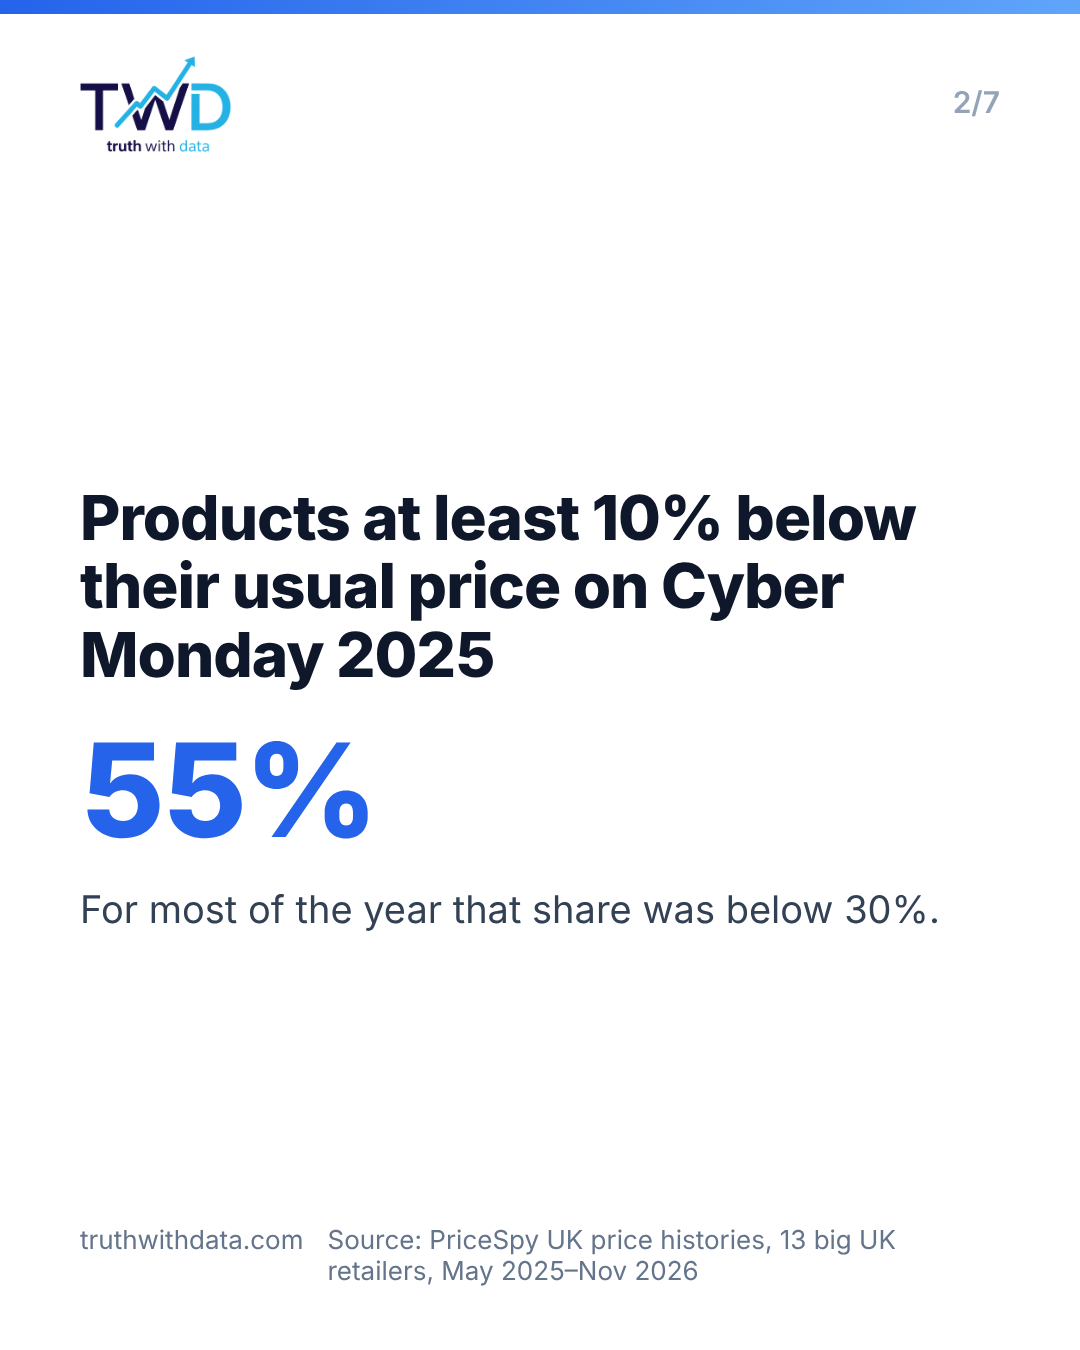 TWD
truth with data
2/7
Products at least 10% below
their usual price on Cyber
Monday 2025
55%
For most of the year that share was below 30%.
truthwithdata.com
Source: PriceSpy UK price histories, 13 big UK
retailers, May 2025–Nov 2026